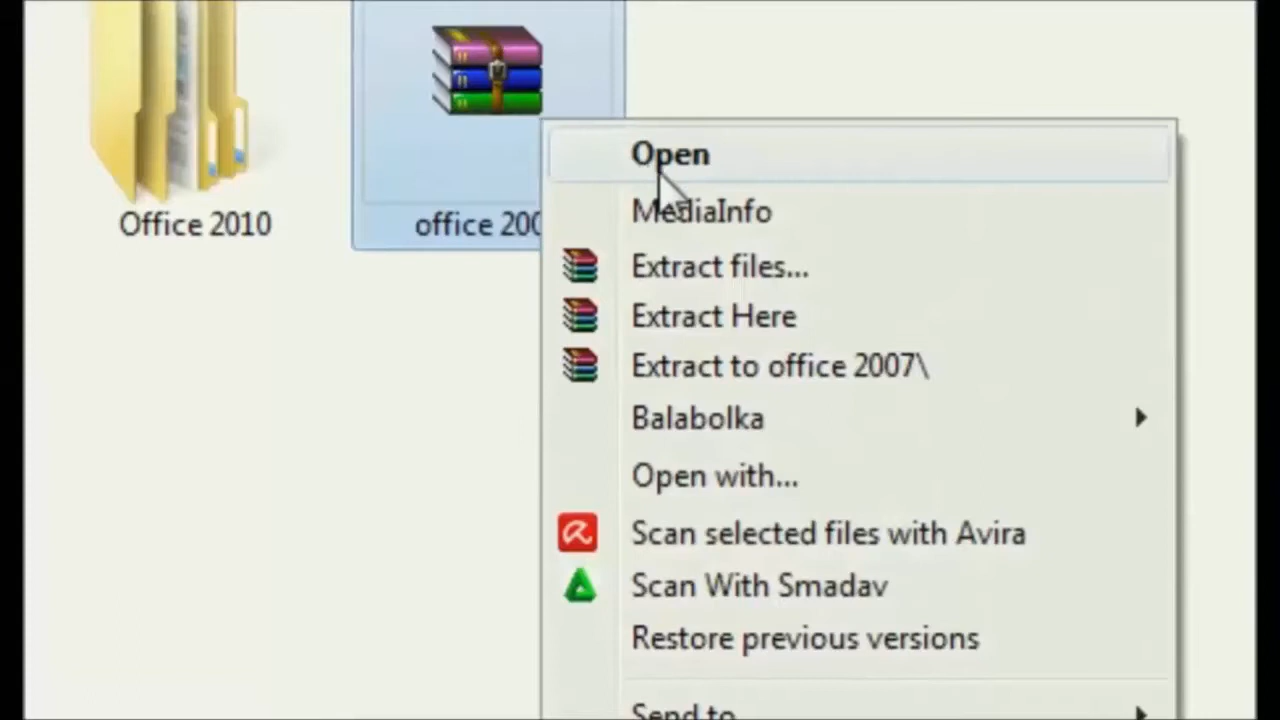 Office 2010
office 200
Open
MediaInfo
Extract files...
Extract Here
Extract to office 2007\
Balabolka
Open with...
Scan selected files with Avira
Scan With Smadav
Restore previous versions
Send to